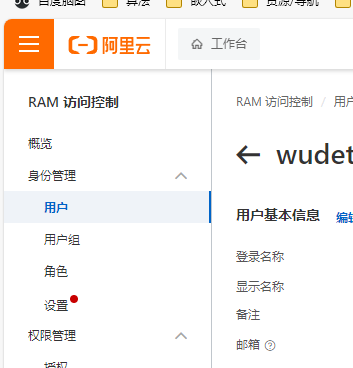 百度脑图 算法 嵌入式 资源/导航
阿里云 工作台
RAM 访问控制
概览
身份管理
用户
用户组
角色
设置
权限管理
授权
RAM 访问控制 / 用户
wudet
用户基本信息 编辑
登录名称
显示名称
备注
邮箱